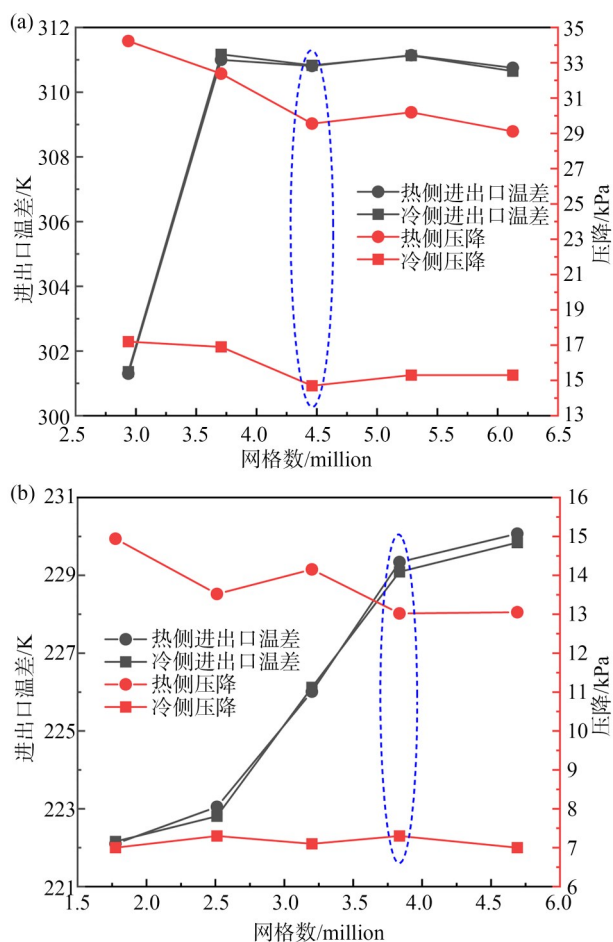 (a)
312
310
308
306
304
302
300
进出口温差/K
35
33
31
29
27
25
23
21
19
17
15
13
压降/kPa
热侧进出口温差
冷侧进出口温差
热侧压降
冷侧压降
2.5 3.0 3.5 4.0 4.5 5.0 5.5 6.0 6.5
网格数/million
(b)
231
229
227
225
223
221
进出口温差/K
16
15
14
13
12
11
10
9
8
7
6
压降/kPa
热侧进出口温差
冷侧进出口温差
热侧压降
冷侧压降
1.5 2.0 2.5 3.0 3.5 4.0 4.5 6.0
网格数/million